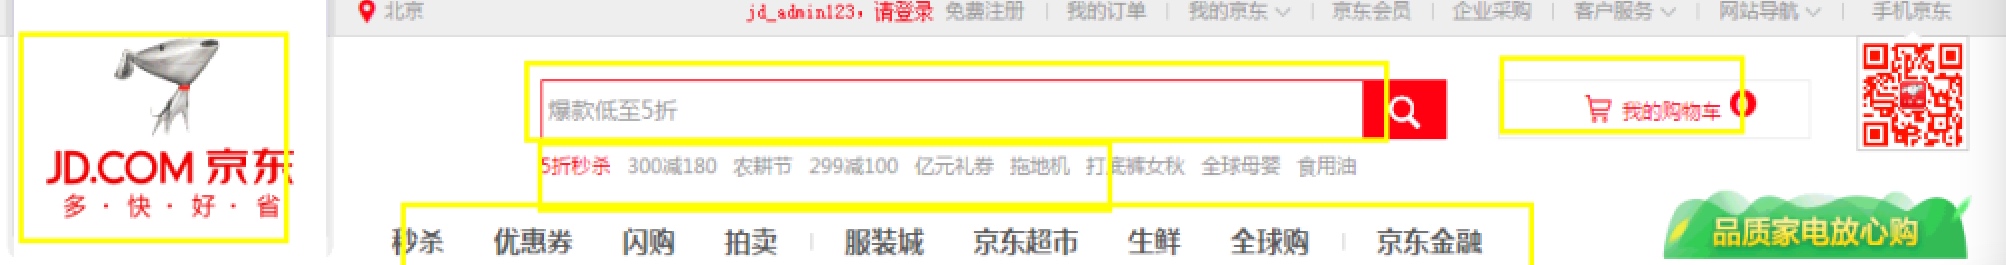 北京
jd_admin123，请登录 免费注册 我的订单 我的京东 京东会员 企业采购 客户服务 网站导航 手机京东
爆款低至5折
我的购物车 0
JD.COM 京东
多·快·好·省
5折秒杀 300减180 农耕节 299减100 亿元礼券 拖地机 打底裤女秋 全球母婴 食用油
秒杀 优惠券 闪购 拍卖 服装城 京东超市 生鲜 全球购 京东金融
品质家电放心购